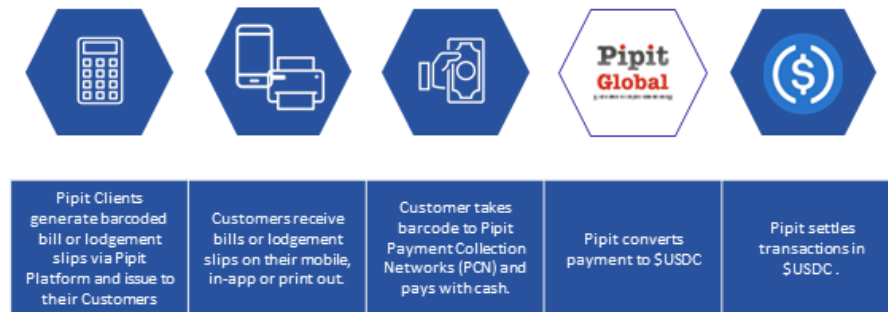 Pipit
Global
$
Pipit Clients
generate barcoded
bill or lodgement
slips via Pipit
Platform and issue to
their Customers
Customers receive
bills or lodgement
slips on their mobile,
in-app or print out.
Customer takes
barcode to Pipit
Payment Collection
Networks (PCN) and
pays with cash.
Pipit converts
payment to $USDC
Pipit settles
transactions in
$USDC .